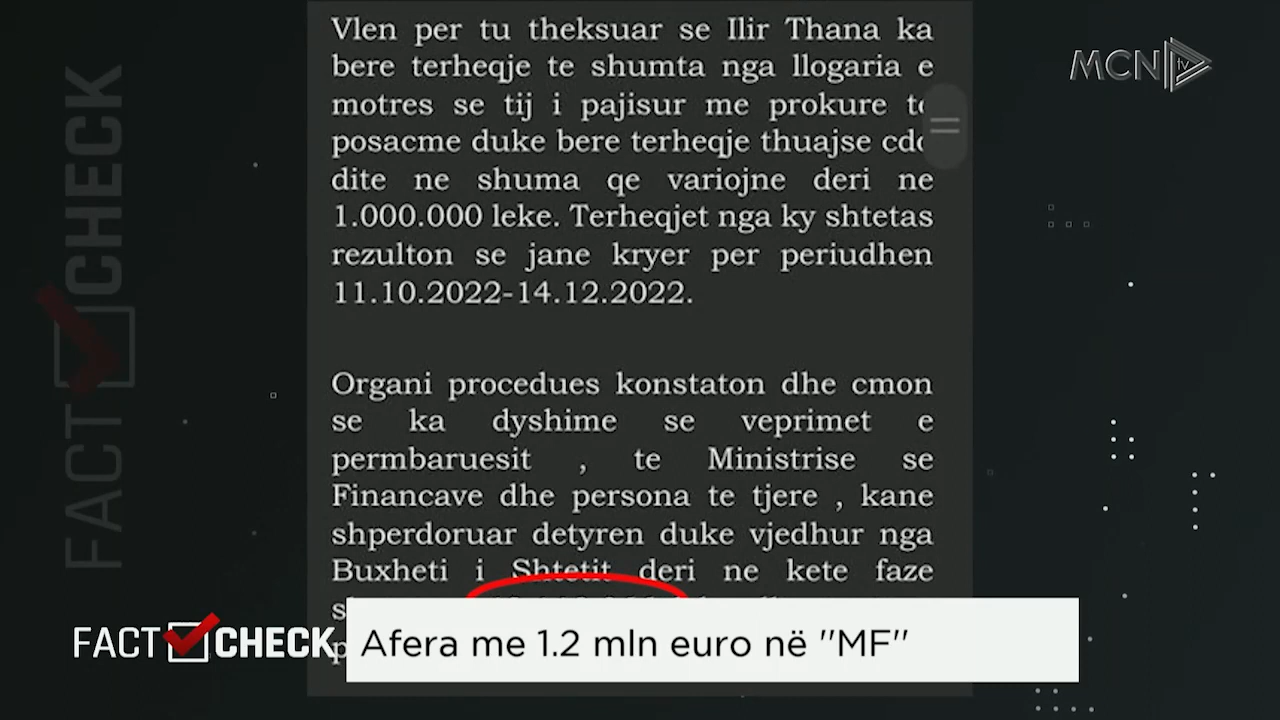 Vlen per tu theksuar se Ilir Thana ka
bere terheqje te shumta nga llogaria e
motres se tij i pajisur me prokure te
posacme duke bere terheqje thuajse cdo
dite ne shuma qe variojne deri ne
1.000.000 leke. Terheqjet nga ky shtetas
rezulton se jane kryer per periudhen
11.10.2022-14.12.2022.
Organi procedues konstaton dhe cmon
se ka dyshime se veprimet e
permbaruesit , te Ministrise se
Financave dhe persona te tjere , kane
shperdoruar detyren duke vjedhur nga
Buxheti i Shtetit deri ne kete faze
Afera me 1.2 mln euro në "MF"
FACT CHECK
FACT CHECK
MCN tv